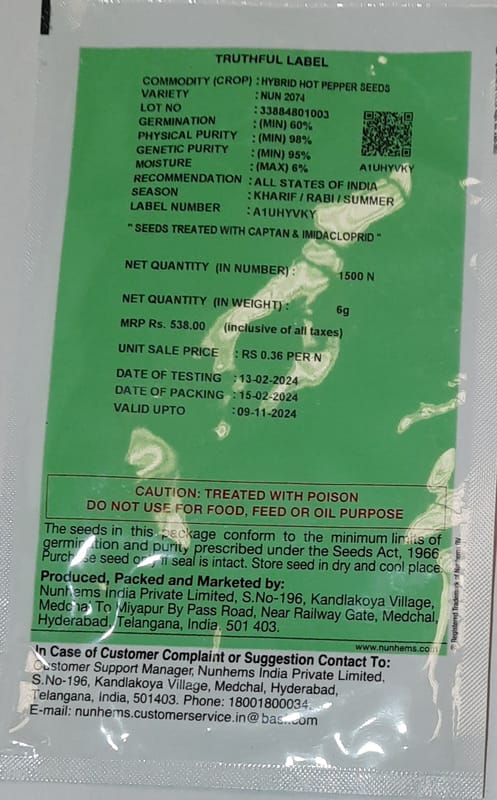 TRUTHFUL LABEL
COMMODITY (CROP) : HYBRID HOT PEPPER SEEDS
VARIETY : NUN 2074
LOT NO : 33884801003
GERMINATION : (MIN) 60%
PHYSICAL PURITY : (MIN) 98%
GENETIC PURITY : (MIN) 95%
MOISTURE : (MAX) 6%
A1UHYVKY
RECOMMENDATION : ALL STATES OF INDIA
SEASON : KHARIF / RABI / SUMMER
LABEL NUMBER : A1UHYVKY
" SEEDS TREATED WITH CAPTAN & IMIDACLOPRID "
NET QUANTITY (IN NUMBER) : 1500 N
NET QUANTITY (IN WEIGHT) : 6g
MRP Rs. 538.00 (inclusive of all taxes)
UNIT SALE PRICE : RS 0.36 PER N
DATE OF TESTING : 13-02-2024
DATE OF PACKING : 15-02-2024
VALID UPTO : 09-11-2024
CAUTION: TREATED WITH POISON
DO NOT USE FOR FOOD, FEED OR OIL PURPOSE
The seeds in this package conform to the minimum limits of
germination and purity prescribed under the Seeds Act, 1966
Purchase seed only if seal is intact. Store seed in dry and cool place.
Produced, Packed and Marketed by:
Nunhems India Private Limited, S.No-196, Kandlakoya Village,
Medchal To Miyapur By Pass Road, Near Railway Gate, Medchal,
Hyderabad, Telangana, India. 501 403.
www.nunhems.com
® Registered Trademark of Nunhems BV
In Case of Customer Complaint or Suggestion Contact To:
Customer Support Manager, Nunhems India Private Limited,
S.No-196, Kandlakoya Village, Medchal, Hyderabad,
Telangana, India, 501403. Phone: 18001800034,
E-mail: nunhems.customerservice.in@basf.com